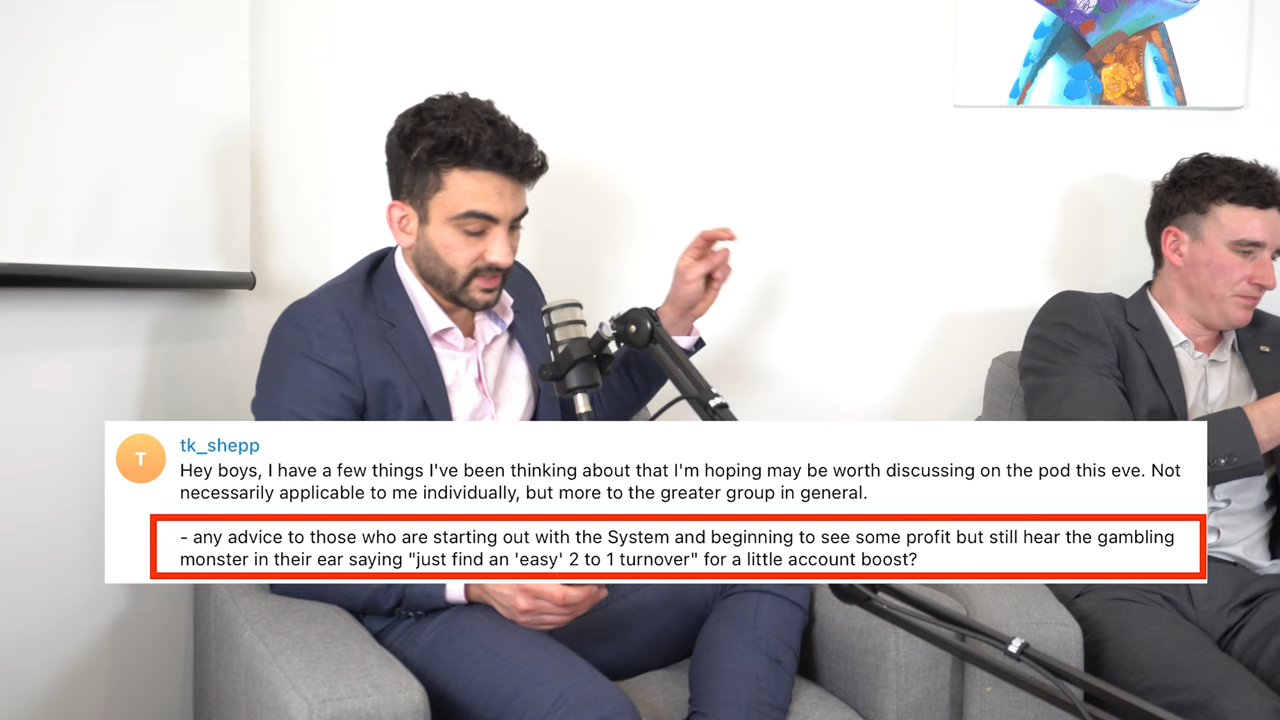 T
tk_shepp
Hey boys, I have a few things I've been thinking about that I'm hoping may be worth discussing on the pod this eve. Not
necessarily applicable to me individually, but more to the greater group in general.
- any advice to those who are starting out with the System and beginning to see some profit but still hear the gambling
monster in their ear saying "just find an 'easy' 2 to 1 turnover" for a little account boost?